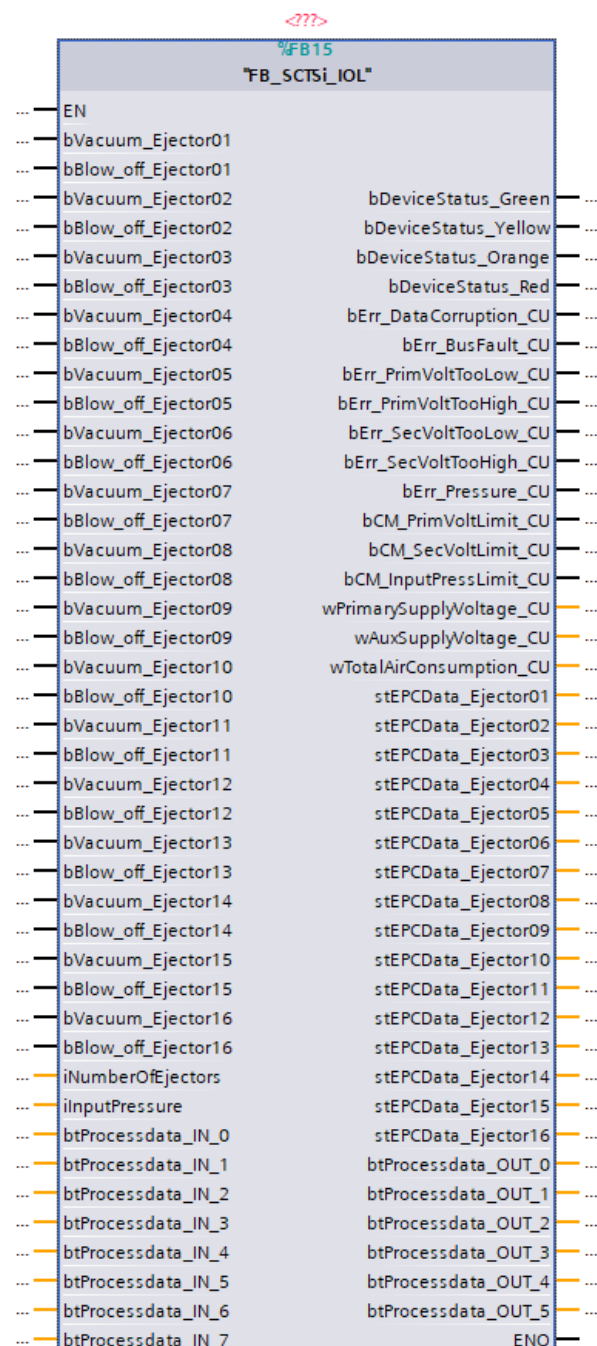 <???>
%FB15
"FB_SCTSi_IOL"
... EN
... bVacuum_Ejector01
... bBlow_off_Ejector01
... bVacuum_Ejector02 bDeviceStatus_Green ...
... bBlow_off_Ejector02 bDeviceStatus_Yellow ...
... bVacuum_Ejector03 bDeviceStatus_Orange ...
... bBlow_off_Ejector03 bDeviceStatus_Red ...
... bVacuum_Ejector04 bErr_DataCorruption_CU ...
... bBlow_off_Ejector04 bErr_BusFault_CU ...
... bVacuum_Ejector05 bErr_PrimVoltTooLow_CU ...
... bBlow_off_Ejector05 bErr_PrimVoltTooHigh_CU ...
... bVacuum_Ejector06 bErr_SecVoltTooLow_CU ...
... bBlow_off_Ejector06 bErr_SecVoltTooHigh_CU ...
... bVacuum_Ejector07 bErr_Pressure_CU ...
... bBlow_off_Ejector07 bCM_PrimVoltLimit_CU ...
... bVacuum_Ejector08 bCM_SecVoltLimit_CU ...
... bBlow_off_Ejector08 bCM_InputPressLimit_CU ...
... bVacuum_Ejector09 wPrimarySupplyVoltage_CU ...
... bBlow_off_Ejector09 wAuxSupplyVoltage_CU ...
... bVacuum_Ejector10 wTotalAirConsumption_CU ...
... bBlow_off_Ejector10 stEPCData_Ejector01 ...
... bVacuum_Ejector11 stEPCData_Ejector02 ...
... bBlow_off_Ejector11 stEPCData_Ejector03 ...
... bVacuum_Ejector12 stEPCData_Ejector04 ...
... bBlow_off_Ejector12 stEPCData_Ejector05 ...
... bVacuum_Ejector13 stEPCData_Ejector06 ...
... bBlow_off_Ejector13 stEPCData_Ejector07 ...
... bVacuum_Ejector14 stEPCData_Ejector08 ...
... bBlow_off_Ejector14 stEPCData_Ejector09 ...
... bVacuum_Ejector15 stEPCData_Ejector10 ...
... bBlow_off_Ejector15 stEPCData_Ejector11 ...
... bVacuum_Ejector16 stEPCData_Ejector12 ...
... bBlow_off_Ejector16 stEPCData_Ejector13 ...
... iNumberOfEjectors stEPCData_Ejector14 ...
... iInputPressure stEPCData_Ejector15 ...
... btProcessdata_IN_0 stEPCData_Ejector16 ...
... btProcessdata_IN_1 btProcessdata_OUT_0 ...
... btProcessdata_IN_2 btProcessdata_OUT_1 ...
... btProcessdata_IN_3 btProcessdata_OUT_2 ...
... btProcessdata_IN_4 btProcessdata_OUT_3 ...
... btProcessdata_IN_5 btProcessdata_OUT_4 ...
... btProcessdata_IN_6 btProcessdata_OUT_5 ...
... btProcessdata_IN_7 ENO